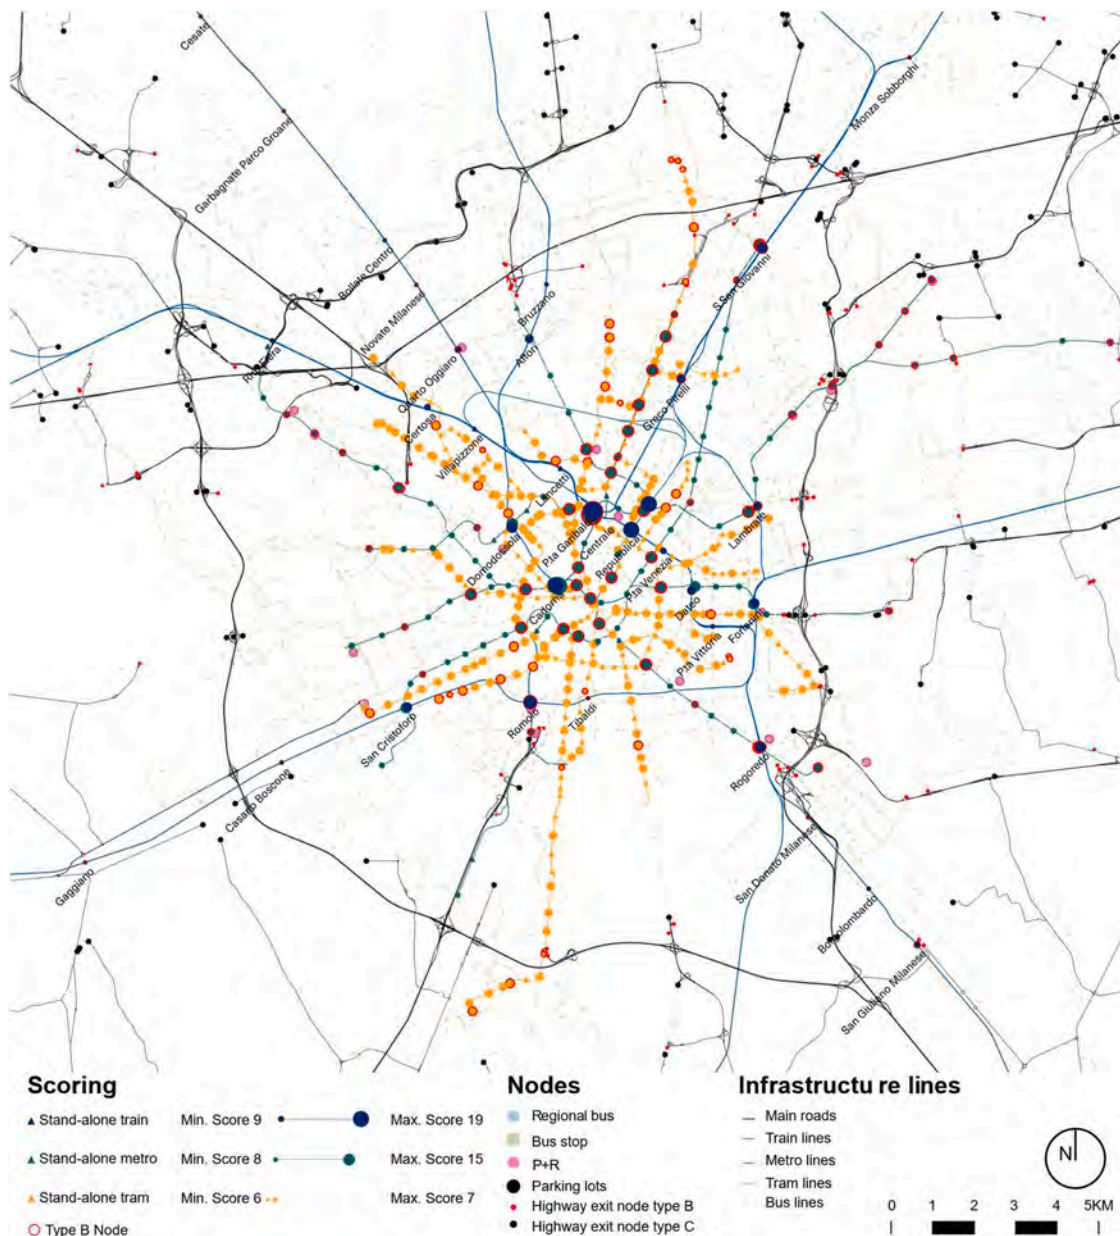 Cesate
Monza Sobborghi
Garbagnate Parco Groane
Bollate Centro
S.San Giovanni
Novate Milanese
Bruzzano
Rho Fiera
Affori
Quarto Oggiaro
Greco Pirelli
Certosa
Villapizzone
Lancetti
Lambrate
Pta Garibaldi
Centrale
Domodossola
Repubblica
Pta Venezia
Cadorna
Dateo
Forlanini
Pta Vittoria
San Cristoforo
Romolo
Tibaldi
Rogoredo
Casano Boscone
Gaggiano
San Donato Milanese
Borgolombardo
San Giuliano Milanese
Scoring
Stand-alone train Min. Score 9 Max. Score 19
Stand-alone metro Min. Score 8 Max. Score 15
Stand-alone tram Min. Score 6 Max. Score 7
Type B Node
Nodes
Regional bus
Bus stop
P+R
Parking lots
Highway exit node type B
Highway exit node type C
Infrastructu re lines
Main roads
Train lines
Metro lines
Tram lines
Bus lines
N
0 1 2 3 4 5KM